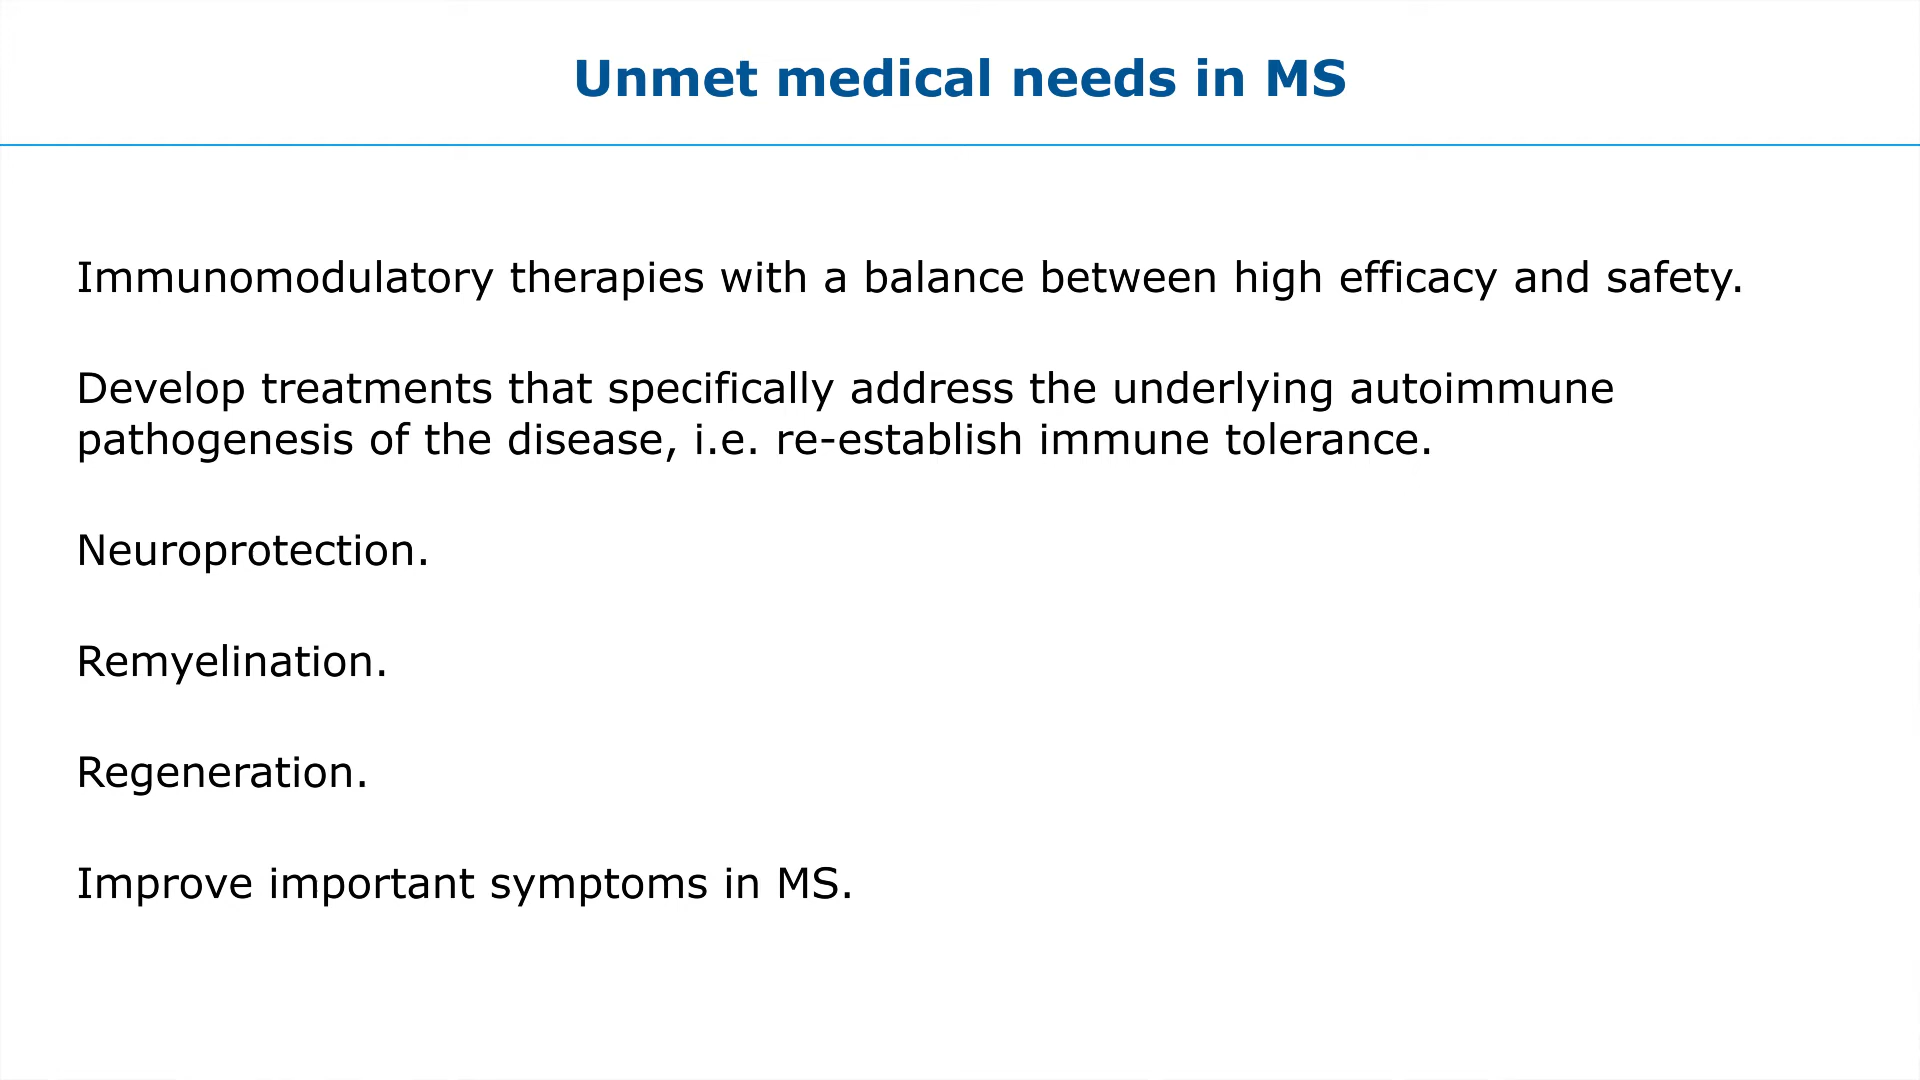 Unmet medical needs in MS
Immunomodulatory therapies with a balance between high efficacy and safety.
Develop treatments that specifically address the underlying autoimmune
pathogenesis of the disease, i.e. re-establish immune tolerance.
Neuroprotection.
Remyelination.
Regeneration.
Improve important symptoms in MS.